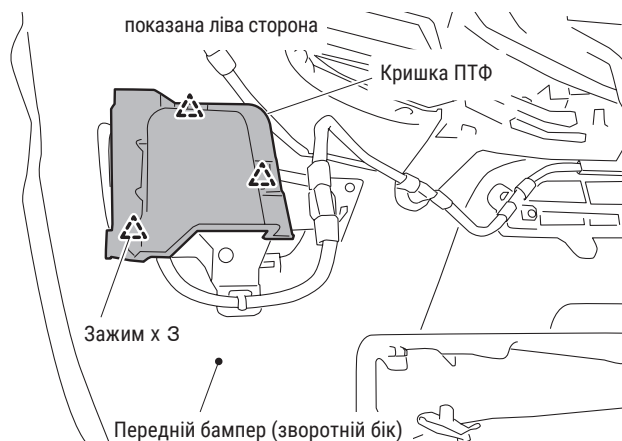 показана ліва сторона
Кришка ПТФ
Зажим х 3
Передній бампер (зворотній бік)